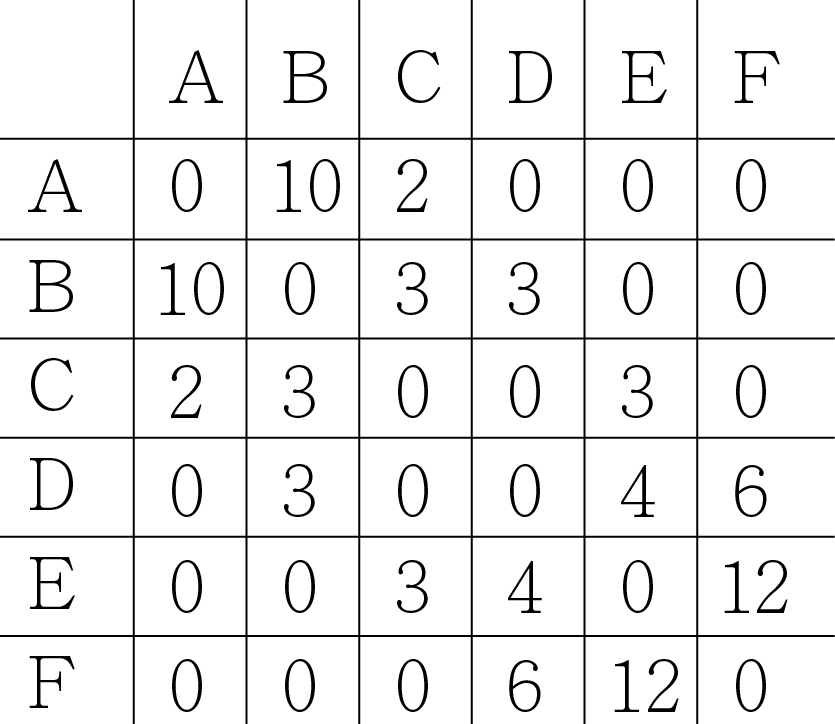 A B C D E F
A 0 10 2 0 0 0
B 10 0 3 3 0 0
C 2 3 0 0 3 0
D 0 3 0 0 4 6
E 0 0 3 4 0 12
F 0 0 0 6 12 0